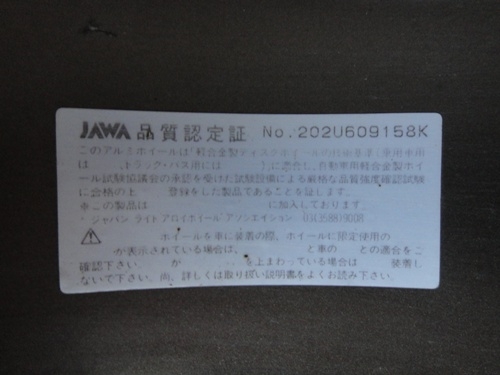 JAWA 品質認定証 No.202U609158K
このアルミホイールは「軽合金製ディスクホイールの技術基準」(乗用車用
は トラック・バス用には )に適合し、自動車用軽合金製ホイ
ール試験協議会の承認を受けた試験設備による厳格な品質強度確認試験
に合格の上 登録をした製品であることを証します。
※この製品は に加入しております。
・ジャパン ライト アロイホイール アソシエイション
ホイールを車に装着の際、ホイールに限定使用の
が表示されている場合は、 と車の との適合をご
確認下さい。 が を上まわっている場合は 装着し
ないで下さい。尚、詳しくは取り扱い説明書をよくお読み下さい。